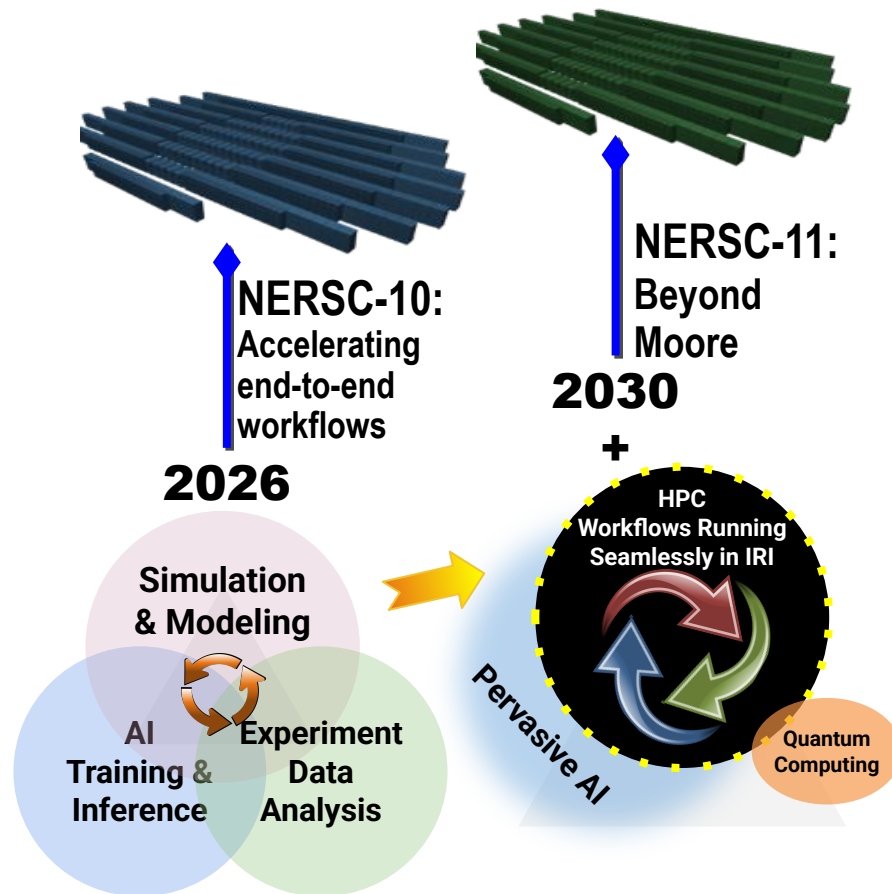 NERSC-10:
Accelerating
end-to-end
workflows
2026
NERSC-11:
Beyond
Moore
2030
+
Simulation
& Modeling
AI
Training &
Inference
Experiment
Data
Analysis
HPC
Workflows Running
Seamlessly in IRI
Pervasive AI
Quantum
Computing